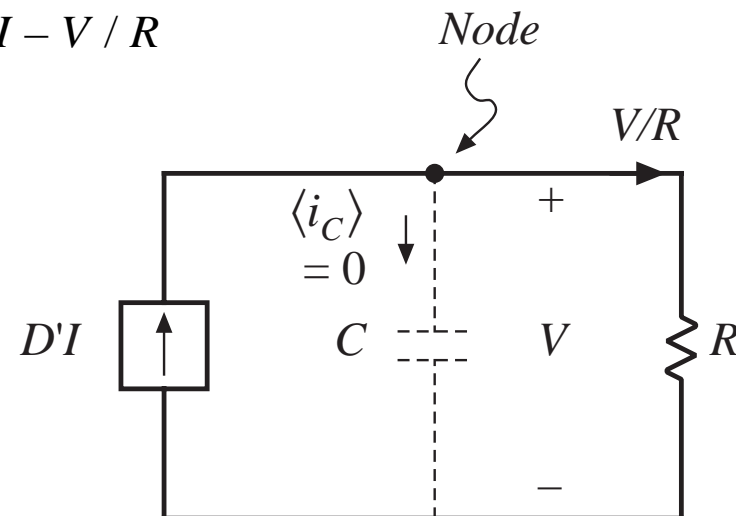 I – V / R
Node
V/R
+
⟨i_C⟩
= 0
D'I
C
V
R
–